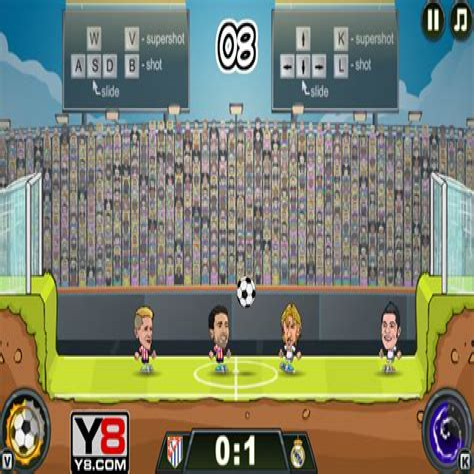 W V - supershot
A S D B - shot
slide
08
K - supershot
L - shot
slide
V
Y8
Y8.COM
0:1
K